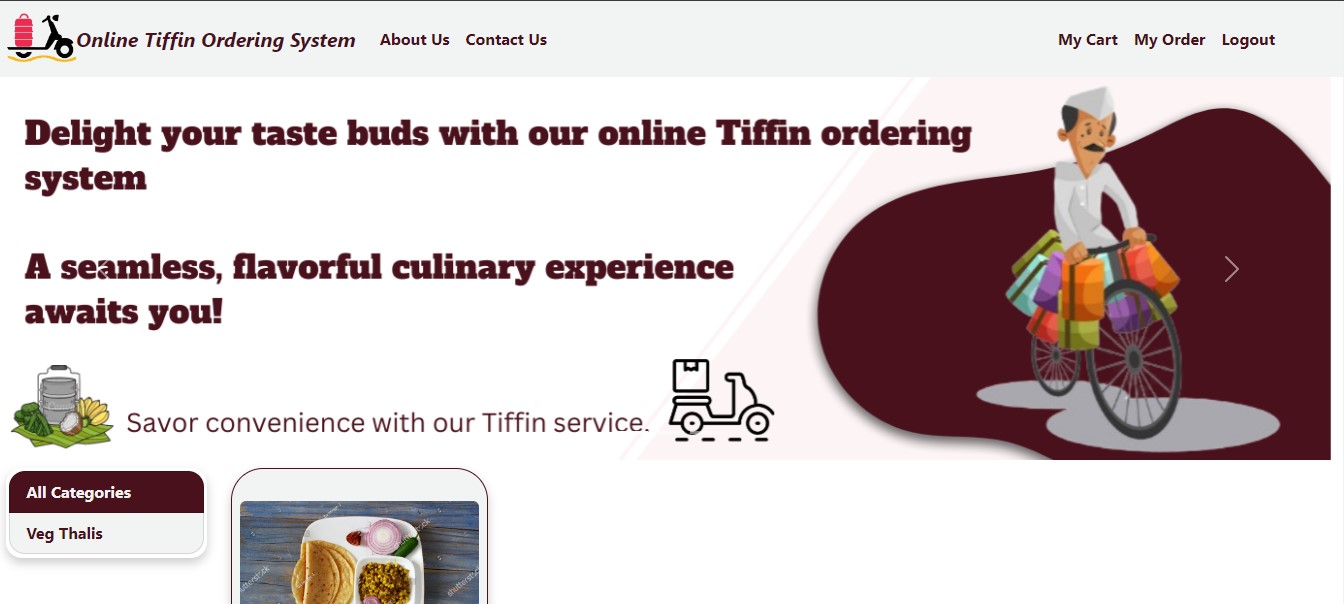 Online Tiffin Ordering System About Us Contact Us My Cart My Order Logout
Delight your taste buds with our online Tiffin ordering
system
A seamless, flavorful culinary experience
awaits you!
Savor convenience with our Tiffin service.
All Categories
Veg Thalis
shutterstock